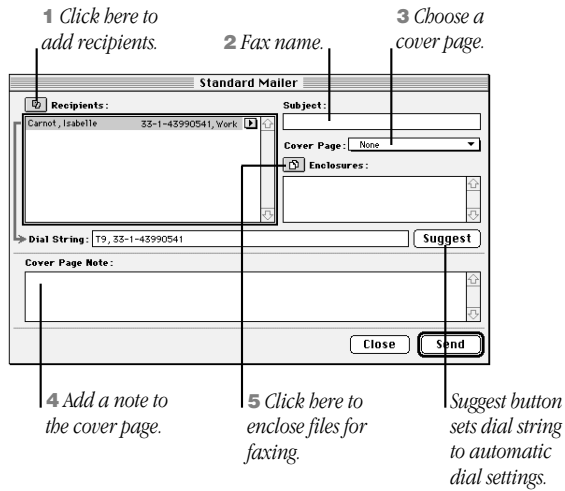 1 Click here to
add recipients.
2 Fax name.
3 Choose a
cover page.
Standard Mailer
Recipients:
Subject:
Carnot, Isabelle 33-1-43990541, Work
Cover Page: None
Enclosures:
Dial String: T9, 33-1-43990541
Suggest
Cover Page Note:
Close
Send
4 Add a note to
the cover page.
5 Click here to
enclose files for
faxing.
Suggest button
sets dial string
to automatic
dial settings.